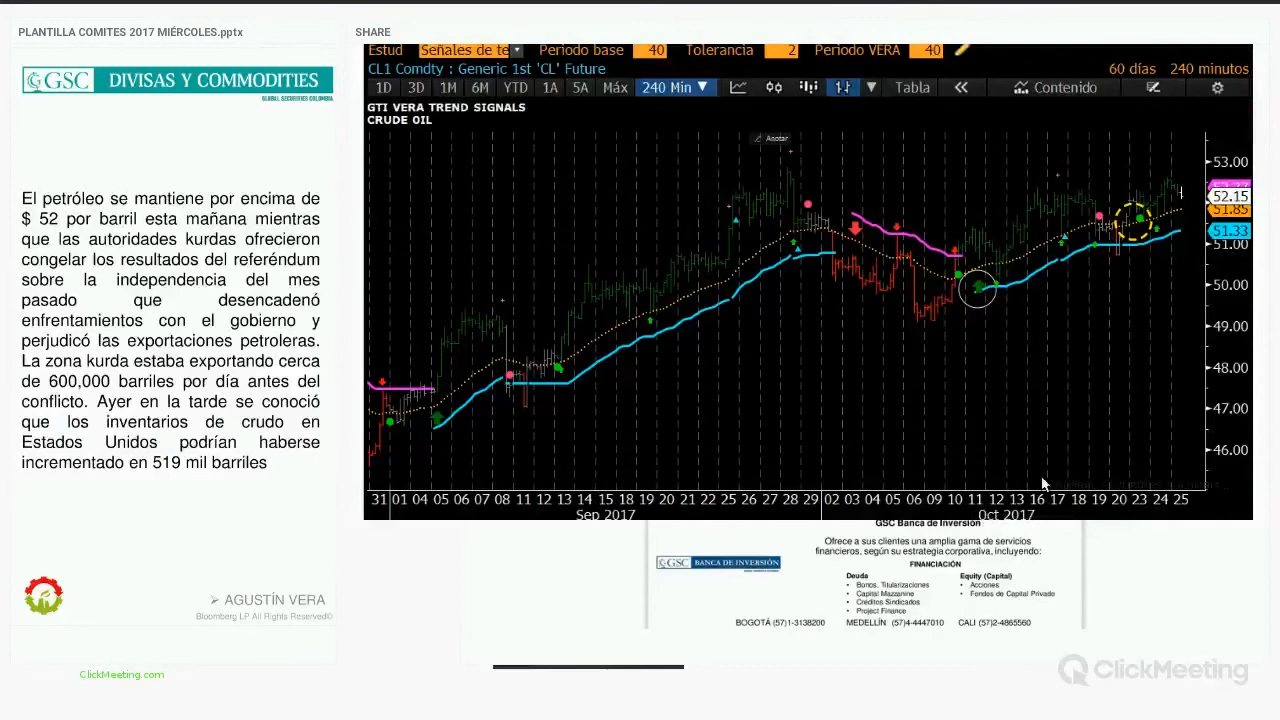 PLANTILLA COMITES 2017 MIÉRCOLES.pptx
SHARE
GSC DIVISAS Y COMMODITIES
GLOBAL SECURITIES COLOMBIA
El petróleo se mantiene por encima de
$ 52 por barril esta mañana mientras
que las autoridades kurdas ofrecieron
congelar los resultados del referéndum
sobre la independencia del mes
pasado que desencadenó
enfrentamientos con el gobierno y
perjudicó las exportaciones petroleras.
La zona kurda estaba exportando cerca
de 600,000 barriles por día antes del
conflicto. Ayer en la tarde se conoció
que los inventarios de crudo en
Estados Unidos podrían haberse
incrementado en 519 mil barriles
➢ AGUSTÍN VERA
Bloomberg LP All Rights Reserved©
ClickMeeting.com
Estud Señales de te Periodo base 40 Tolerancia 2 Periodo VERA 40
CL1 Comdty : Generic 1st 'CL' Future 60 días 240 minutos
1D 3D 1M 6M YTD 1A 5A Máx 240 Min Tabla Contenido
GTI VERA TREND SIGNALS
CRUDE OIL
Anotar
53.00
52.15
51.85
51.33
51.00
50.00
49.00
48.00
47.00
46.00
31 01 04 05 06 07 08 11 12 13 14 15 18 19 20 21 22 25 26 27 28 29 02 03 04 05 06 09 10 11 12 13 16 17 18 19 20 23 24 25
Sep 2017 Oct 2017
GSC Banca de Inversión
Ofrece a sus clientes una amplia gama de servicios
financieros, según su estrategia corporativa, incluyendo:
GSC BANCA DE INVERSIÓN
FINANCIACIÓN
Deuda Equity (Capital)
• Bonos, Titularizaciones • Acciones
• Capital Mazzanine • Fondos de Capital Privado
• Créditos Sindicados
• Project Finance
BOGOTÁ (57)1-3138200 MEDELLÍN (57)4-4447010 CALI (57)2-4865560
ClickMeeting